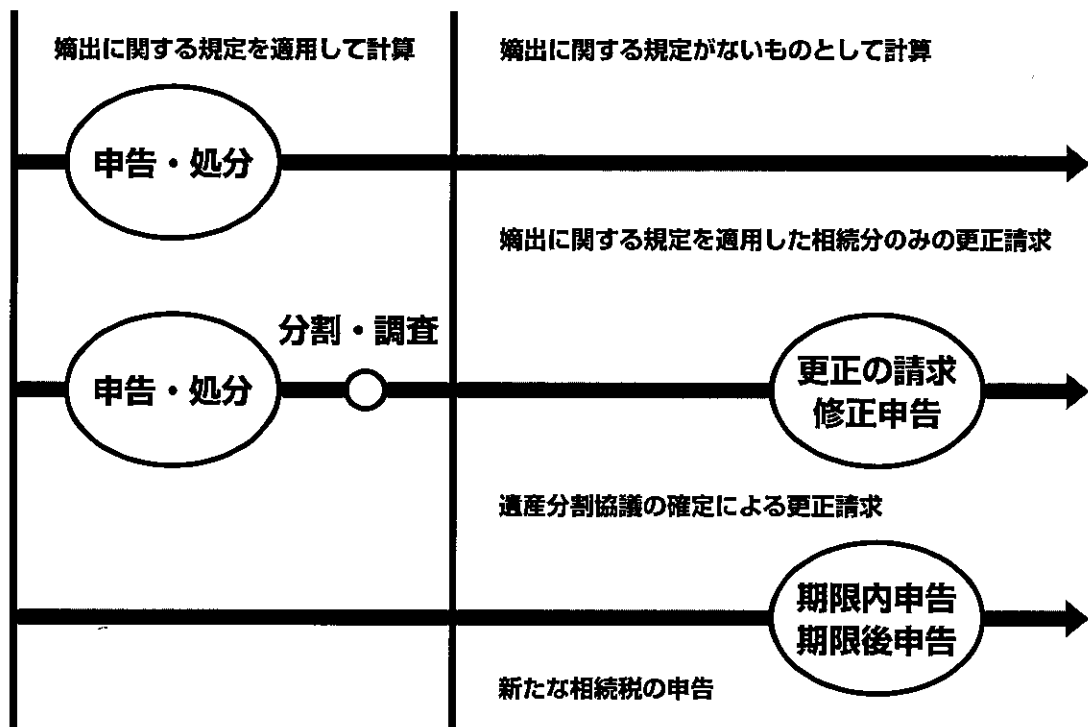 嫡出に関する規定を適用して計算
嫡出に関する規定がないものとして計算
申告・処分
嫡出に関する規定を適用した相続分のみの更正請求
分割・調査
申告・処分
更正の請求
修正申告
遺産分割協議の確定による更正請求
期限内申告
期限後申告
新たな相続税の申告